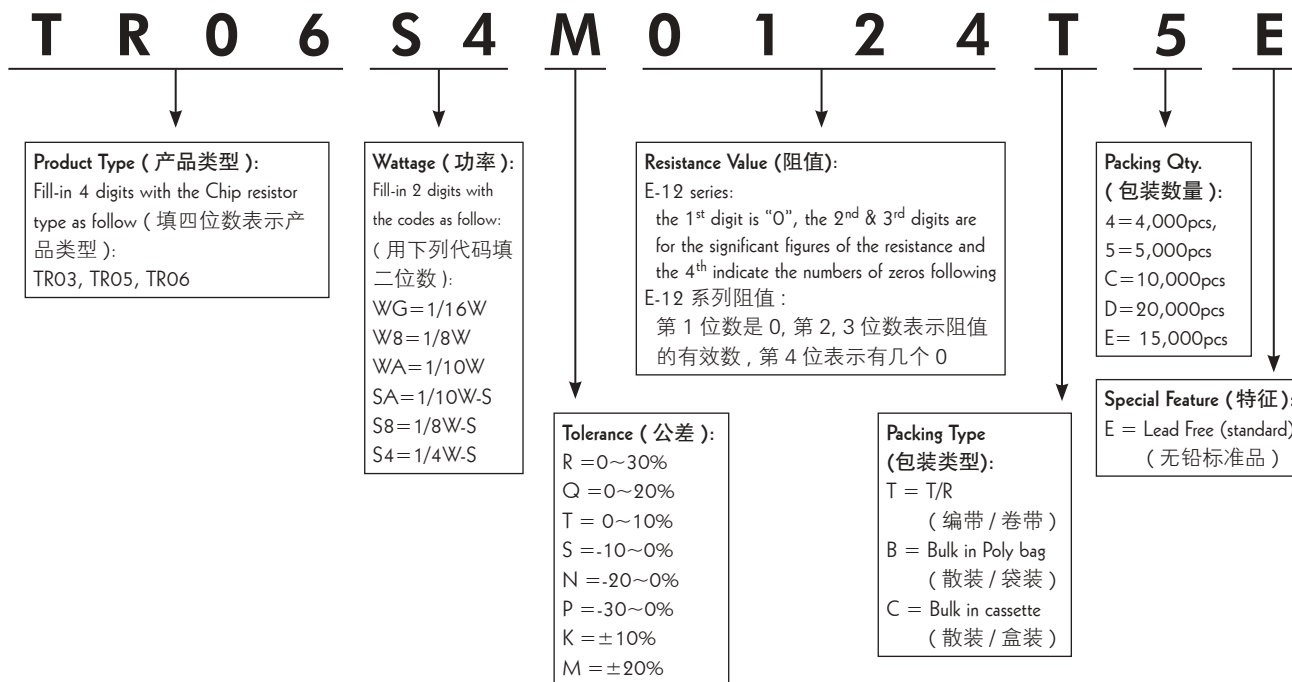 T R 0 6 S 4 M 0 1 2 4 T 5 E
Product Type ( 产品类型 ):
Fill-in 4 digits with the Chip resistor
type as follow ( 填四位数表示产
品类型 ):
TR03, TR05, TR06
Wattage ( 功率 ):
Fill-in 2 digits with
the codes as follow:
( 用下列代码填
二位数 ):
WG=1/16W
W8=1/8W
WA=1/10W
SA=1/10W-S
S8=1/8W-S
S4=1/4W-S
Tolerance ( 公差 ):
R =0~30%
Q =0~20%
T = 0~10%
S =-10~0%
N =-20~0%
P =-30~0%
K =±10%
M =±20%
Resistance Value (阻值):
E-12 series:
the 1st digit is “0”, the 2nd & 3rd digits are
for the significant figures of the resistance and
the 4th indicate the numbers of zeros following
E-12 系列阻值 :
第 1 位数是 0, 第 2, 3 位数表示阻值
的有效数 , 第 4 位表示有几个 0
Packing Type
(包装类型):
T = T/R
( 编带 / 卷带 )
B = Bulk in Poly bag
( 散装 / 袋装 )
C = Bulk in cassette
( 散装 / 盒装 )
Packing Qty.
( 包装数量 ):
4=4,000pcs,
5=5,000pcs
C=10,000pcs
D=20,000pcs
E= 15,000pcs
Special Feature ( 特征 ):
E = Lead Free (standard)
( 无铅标准品 )